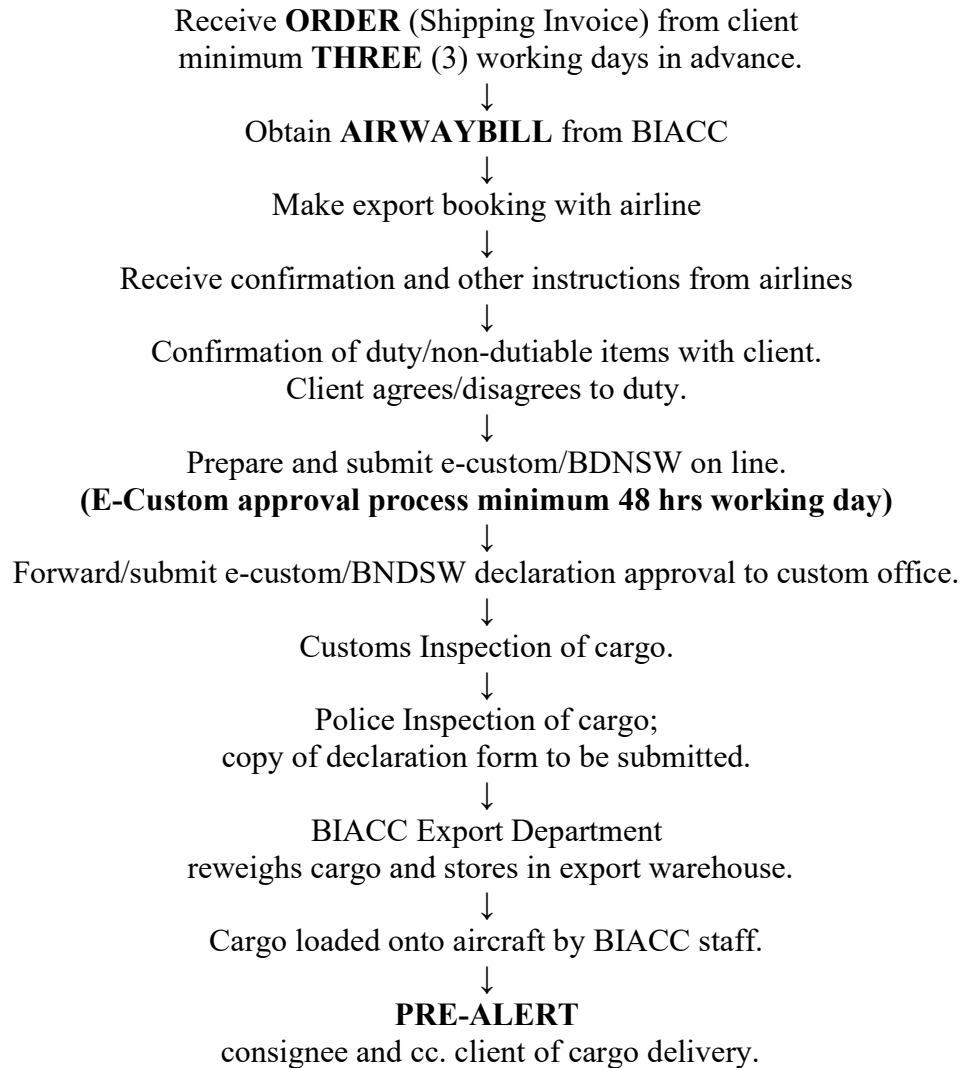 Receive ORDER (Shipping Invoice) from client
minimum THREE (3) working days in advance.
↓
Obtain AIRWAYBILL from BIACC
↓
Make export booking with airline
↓
Receive confirmation and other instructions from airlines
↓
Confirmation of duty/non-dutiable items with client.
Client agrees/disagrees to duty.
↓
Prepare and submit e-custom/BDNSW on line.
(E-Custom approval process minimum 48 hrs working day)
↓
Forward/submit e-custom/BNDSW declaration approval to custom office.
↓
Customs Inspection of cargo.
↓
Police Inspection of cargo;
copy of declaration form to be submitted.
↓
BIACC Export Department
reweighs cargo and stores in export warehouse.
↓
Cargo loaded onto aircraft by BIACC staff.
↓
PRE-ALERT
consignee and cc. client of cargo delivery.